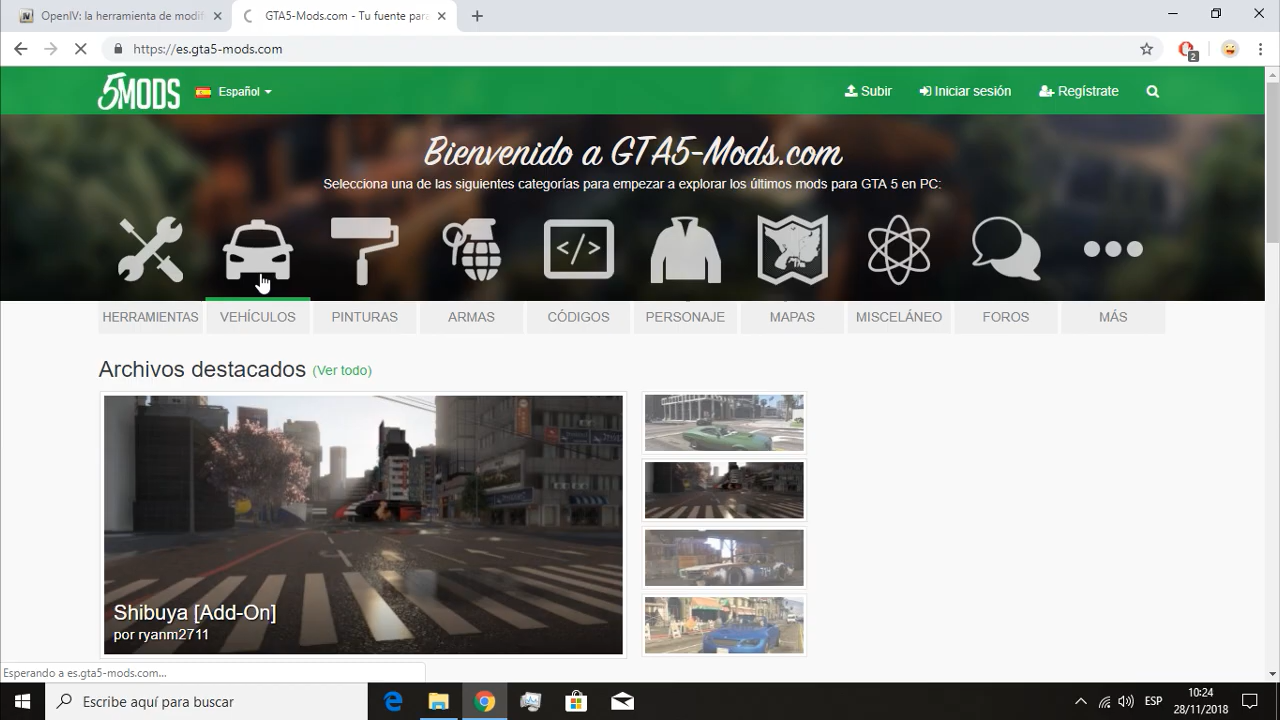 OpenIV: la herramienta de modif
GTA5-Mods.com - Tu fuente para
https://es.gta5-mods.com
2
5MODS
Español
Subir
Iniciar sesión
Regístrate
Bienvenido a GTA5-Mods.com
Selecciona una de las siguientes categorías para empezar a explorar los últimos mods para GTA 5 en PC:
HERRAMIENTAS
VEHÍCULOS
PINTURAS
ARMAS
CÓDIGOS
PERSONAJE
MAPAS
MISCELÁNEO
FOROS
MÁS
Archivos destacados (Ver todo)
Shibuya [Add-On]
por ryanm2711
Esperando a es.gta5-mods.com...
Escribe aquí para buscar
ESP
10:24
28/11/2018